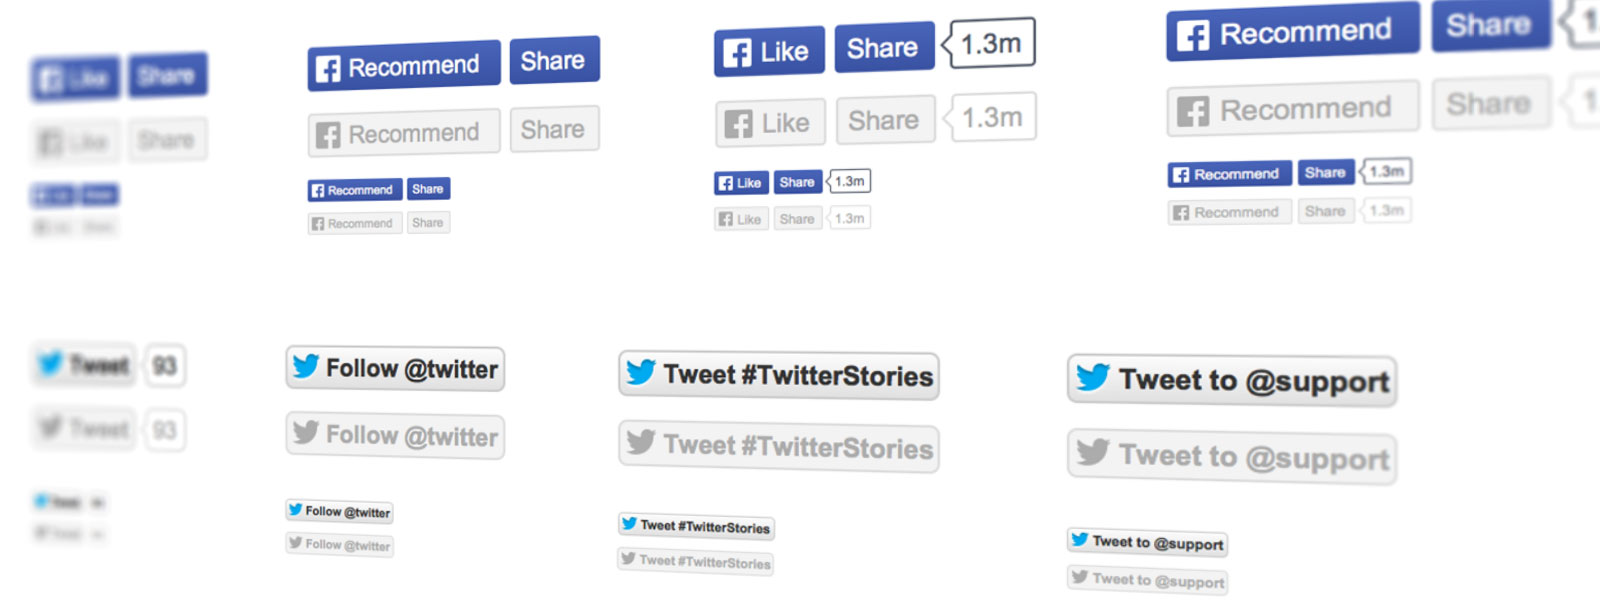 Like Share
Recommend Share
Like Share 1.3m
Recommend Share
Like Share
Recommend Share
Like Share 1.3m
Recommend Share
Recommend Share
Like Share 1.3m
Recommend Share 1.3m
Recommend Share
Like Share 1.3m
Recommend Share 1.3m
Tweet 93
Follow @twitter
Tweet #TwitterStories
Tweet to @support
Tweet 93
Follow @twitter
Tweet #TwitterStories
Tweet to @support
Follow @twitter
Tweet #TwitterStories
Tweet to @support
Follow @twitter
Tweet #TwitterStories
Tweet to @support